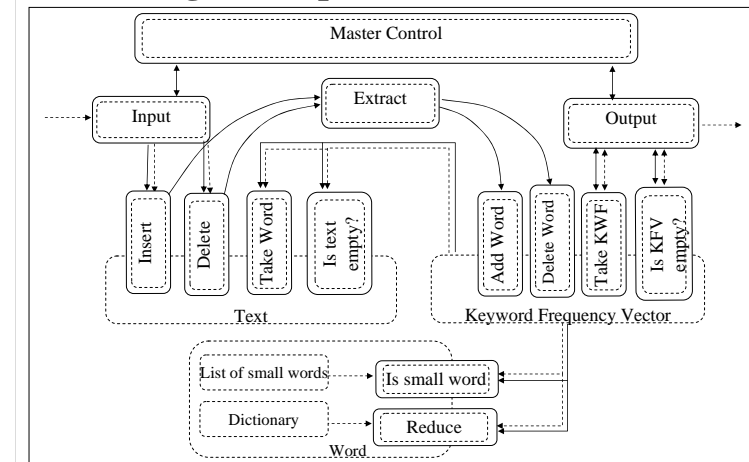 Master Control
Extract
Input
Output
Insert
Delete
Take Word
Is text
empty?
Add Word
Delete Word
Take KWF
Is KFV
empty?
Text
Keyword Frequency Vector
List of small words
Is small word
Dictionary
Reduce
Word